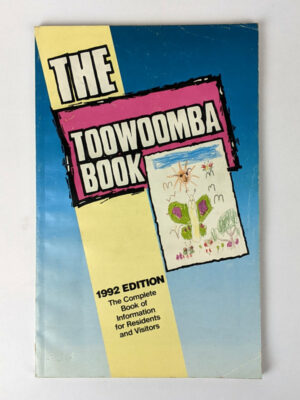 THE
TOOWOOMBA
BOOK
1992 EDITION
The Complete
Book of
Information
for Residents
and Visitors